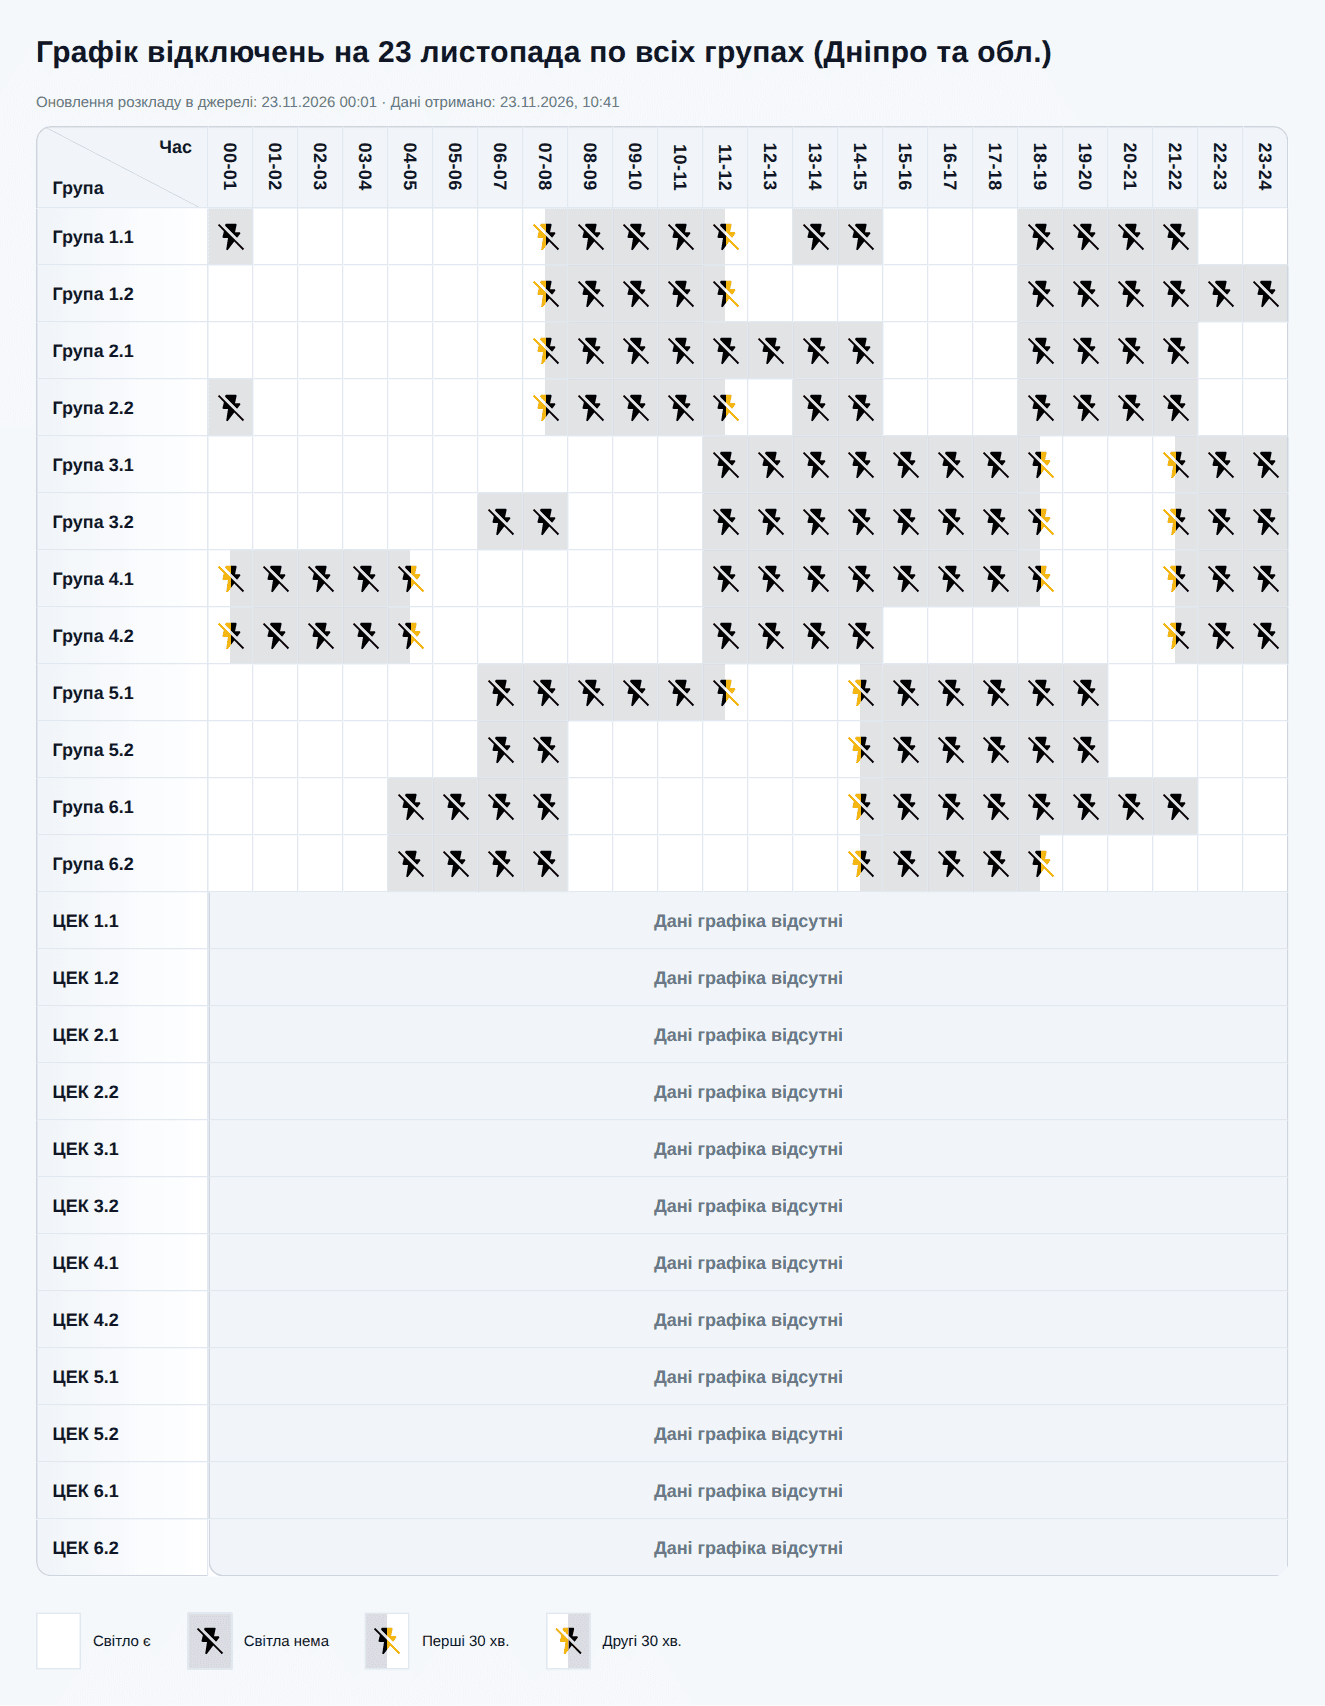 Графік відключень на 23 листопада по всіх групах (Дніпро та обл.)
Оновлення розкладу в джерелі: 23.11.2026 00:01 · Дані отримано: 23.11.2026, 10:41
Час
Група
00-01 01-02 02-03 03-04 04-05 05-06 06-07 07-08 08-09 09-10 10-11 11-12 12-13 13-14 14-15 15-16 16-17 17-18 18-19 19-20 20-21 21-22 22-23 23-24
Група 1.1
Група 1.2
Група 2.1
Група 2.2
Група 3.1
Група 3.2
Група 4.1
Група 4.2
Група 5.1
Група 5.2
Група 6.1
Група 6.2
ЦЕК 1.1 Дані графіка відсутні
ЦЕК 1.2 Дані графіка відсутні
ЦЕК 2.1 Дані графіка відсутні
ЦЕК 2.2 Дані графіка відсутні
ЦЕК 3.1 Дані графіка відсутні
ЦЕК 3.2 Дані графіка відсутні
ЦЕК 4.1 Дані графіка відсутні
ЦЕК 4.2 Дані графіка відсутні
ЦЕК 5.1 Дані графіка відсутні
ЦЕК 5.2 Дані графіка відсутні
ЦЕК 6.1 Дані графіка відсутні
ЦЕК 6.2 Дані графіка відсутні
Світло є Світла нема Перші 30 хв. Другі 30 хв.